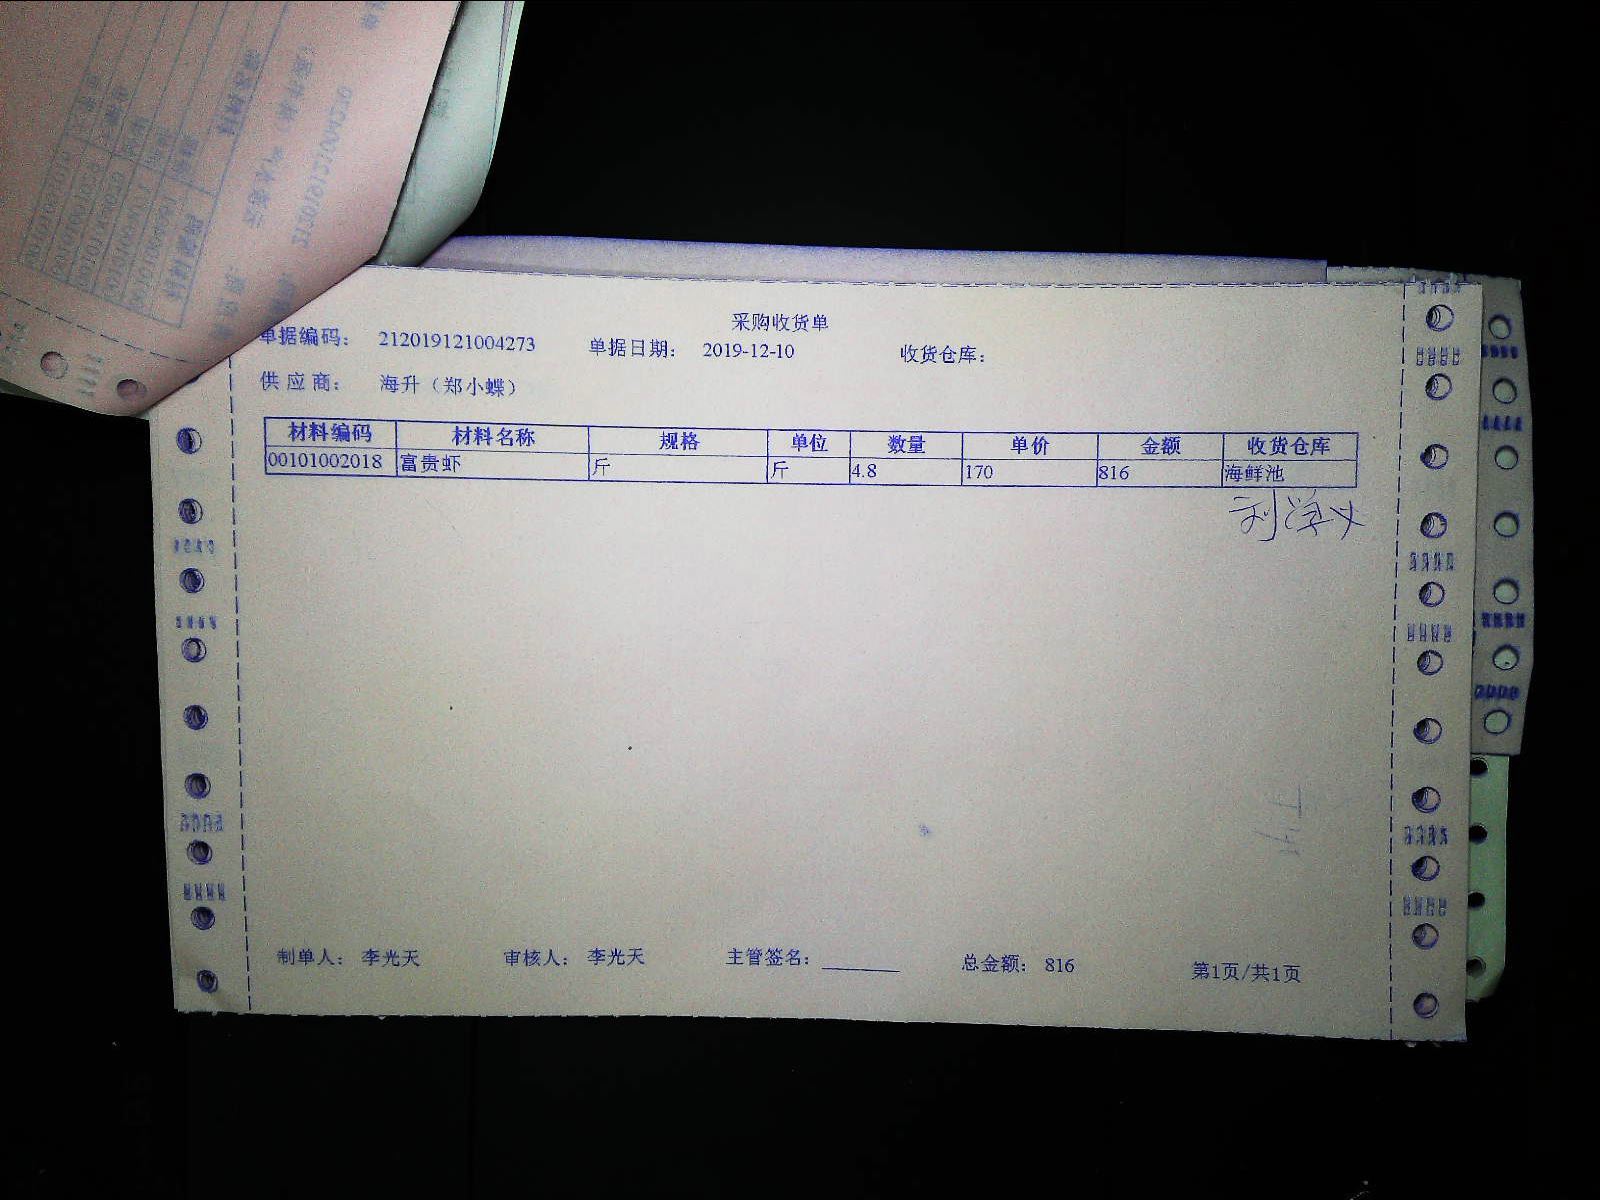 采购收货单
单据编码： 212019121004273 单据日期： 2019-12-10 收货仓库：
供应商： 海升（郑小蝶）
材料编码 材料名称 规格 单位 数量 单价 金额 收货仓库
00101002018 富贵虾 斤 斤 4.8 170 816 海鲜池
制单人： 李光天 审核人： 李光天 主管签名： 总金额： 816 第1页/共1页